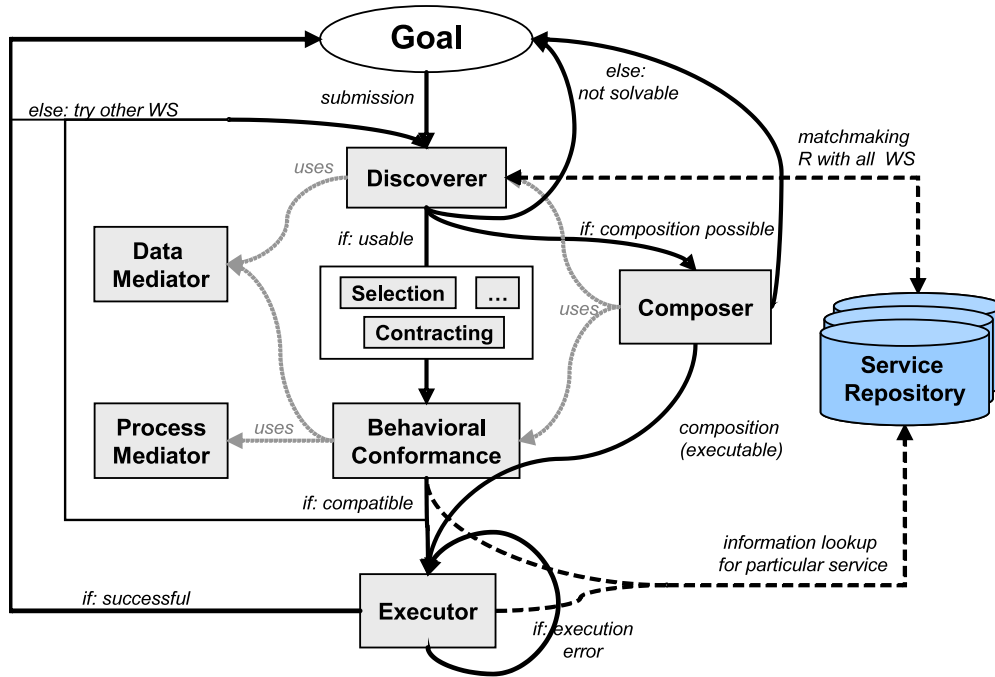 Goal
else:
not solvable
submission
else: try other WS
matchmaking
R with all WS
uses
Discoverer
if: usable
if: composition possible
Data
Mediator
Selection
...
Contracting
uses
Composer
Service
Repository
Process
Mediator
uses
Behavioral
Conformance
composition
(executable)
if: compatible
information lookup
for particular service
if: successful
Executor
if: execution
error